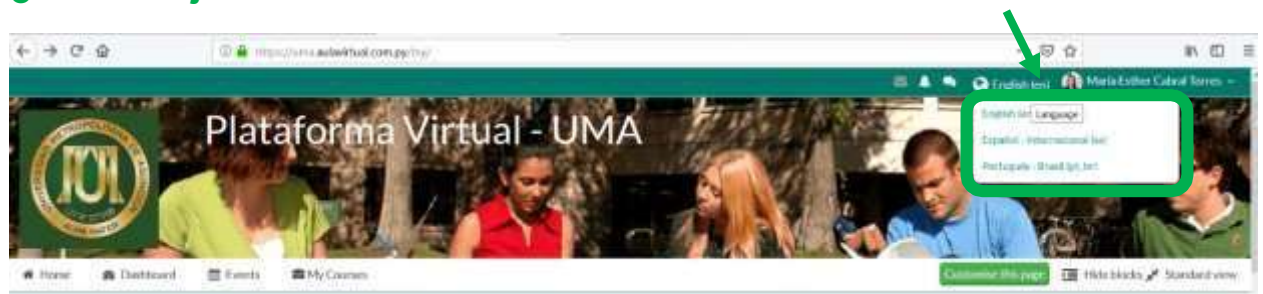 https://uma.aulavirtual.com.py/my/
English (en) María Esther Cabral Torres
Plataforma Virtual - UMA
English (en) Language
Español - Internacional (es)
Português - Brasil (pt_br)
Home Dashboard Events My Courses Customise this page Hide blocks Standard view